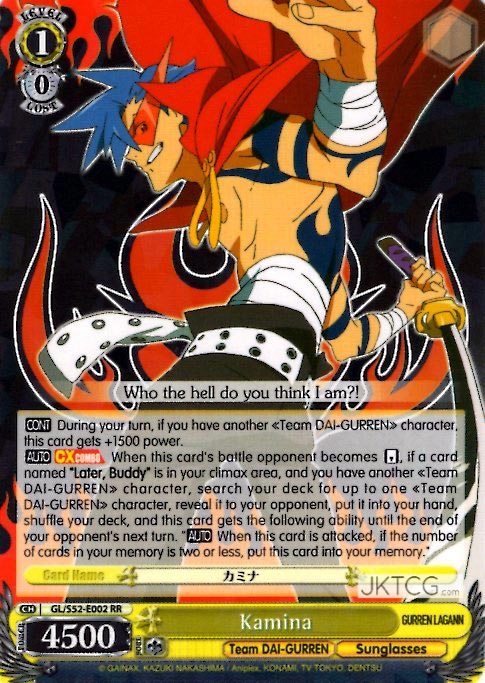 LEVEL
1
0
COST
Who the hell do you think I am?!
CONT During your turn, if you have another «Team DAI-GURREN» character,
this card gets +1500 power.
AUTO CXCOMBO When this card's battle opponent becomes , if a card
named "Later, Buddy" is in your climax area, and you have another «Team
DAI-GURREN» character, search your deck for up to one «Team
DAI-GURREN» character, reveal it to your opponent, put it into your hand,
shuffle your deck, and this card gets the following ability until the end of
your opponent's next turn. "AUTO When this card is attacked, if the number
of cards in your memory is two or less, put this card into your memory."
Card Name カミナ
JKTCG.com
CH GL/S52-E002 RR
POWER 4500 SOUL
Kamina
GURREN LAGANN
Team DAI-GURREN Sunglasses
© GAINAX, KAZUKI NAKASHIMA / Aniplex, KONAMI, TV TOKYO, DENTSU